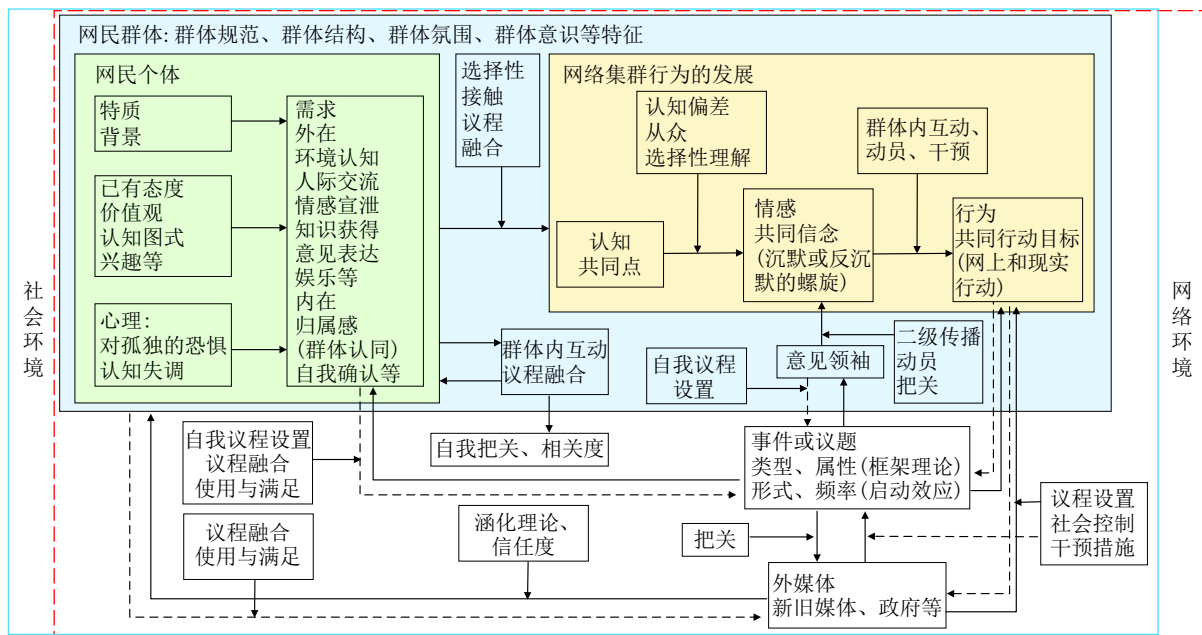 网民群体: 群体规范、群体结构、群体氛围、群体意识等特征
网民个体
特质
背景
已有态度
价值观
认知图式
兴趣等
心理:
对孤独的恐惧
认知失调
需求
外在
环境认知
人际交流
情感宣泄
知识获得
意见表达
娱乐等
内在
归属感
(群体认同)
自我确认等
选择性
接触
议程
融合
网络集群行为的发展
认知偏差
从众
选择性理解
群体内互动、
动员、干预
认知
共同点
情感
共同信念
(沉默或反沉
默的螺旋)
行为
共同行动目标
(网上和现实
行动)
社会环境
网络环境
群体内互动
议程融合
自我议程
设置
意见领袖
二级传播
动员
把关
自我议程设置
议程融合
使用与满足
自我把关、相关度
事件或议题
类型、属性(框架理论)
形式、频率(启动效应)
议程融合
使用与满足
涵化理论、
信任度
把关
议程设置
社会控制
干预措施
外媒体
新旧媒体、政府等